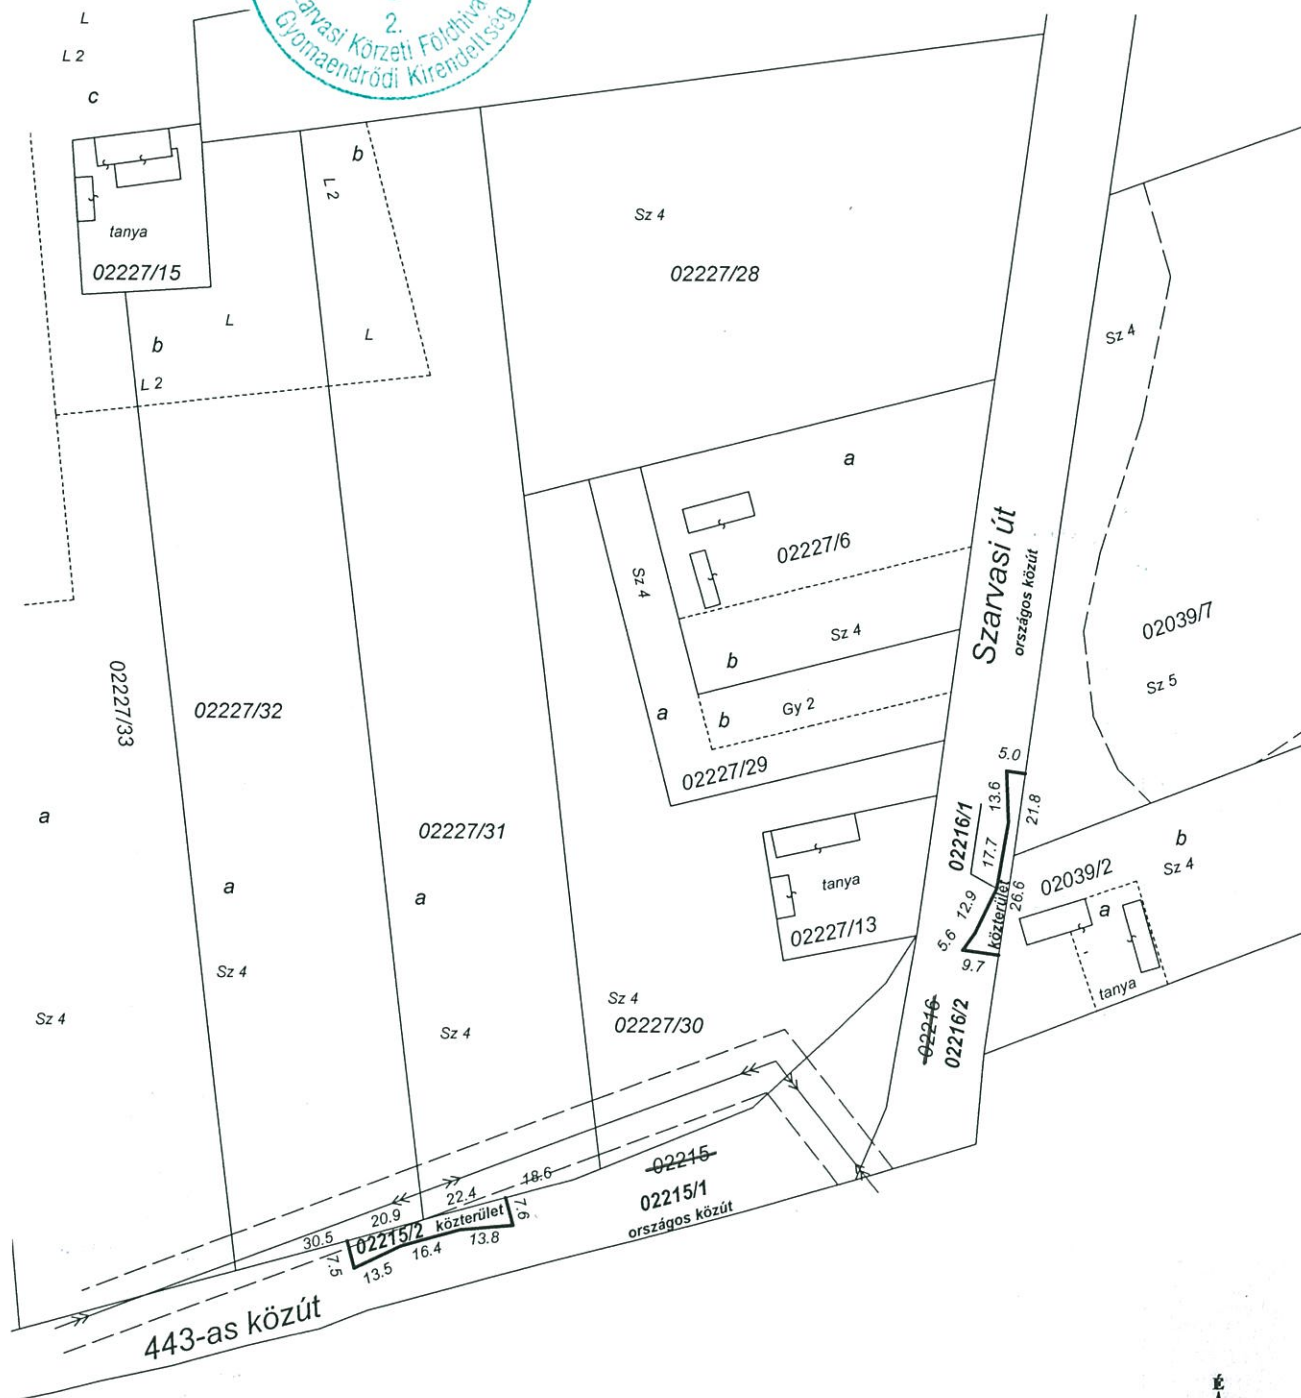 L
2.
L 2
Szarvasi Körzeti Földhiva
Gyomaendrődi Kirendeltség
c
b
L 2
tanya
02227/15
Sz 4
02227/28
L
L
b
L 2
Sz 4
a
02227/6
Sz 4
Szarvasi út
országos közút
02039/7
Sz 5
Sz 4
b
a
b
Gy 2
02227/29
02227/33
02227/32
5.0
13.6
21.8
02216/1
17.7
a
02227/31
a
a
tanya
02227/13
b
Sz 4
02039/2
a
tanya
12.9
közterület
26.6
5.6
9.7
Sz 4
Sz 4
Sz 4
Sz 4
02227/30
02216
02216/2
02215
02215/1
országos közút
18.6
22.4
20.9
30.5
7.6
02215/2 közterület
7.5
13.5
16.4
13.8
443-as közút
É